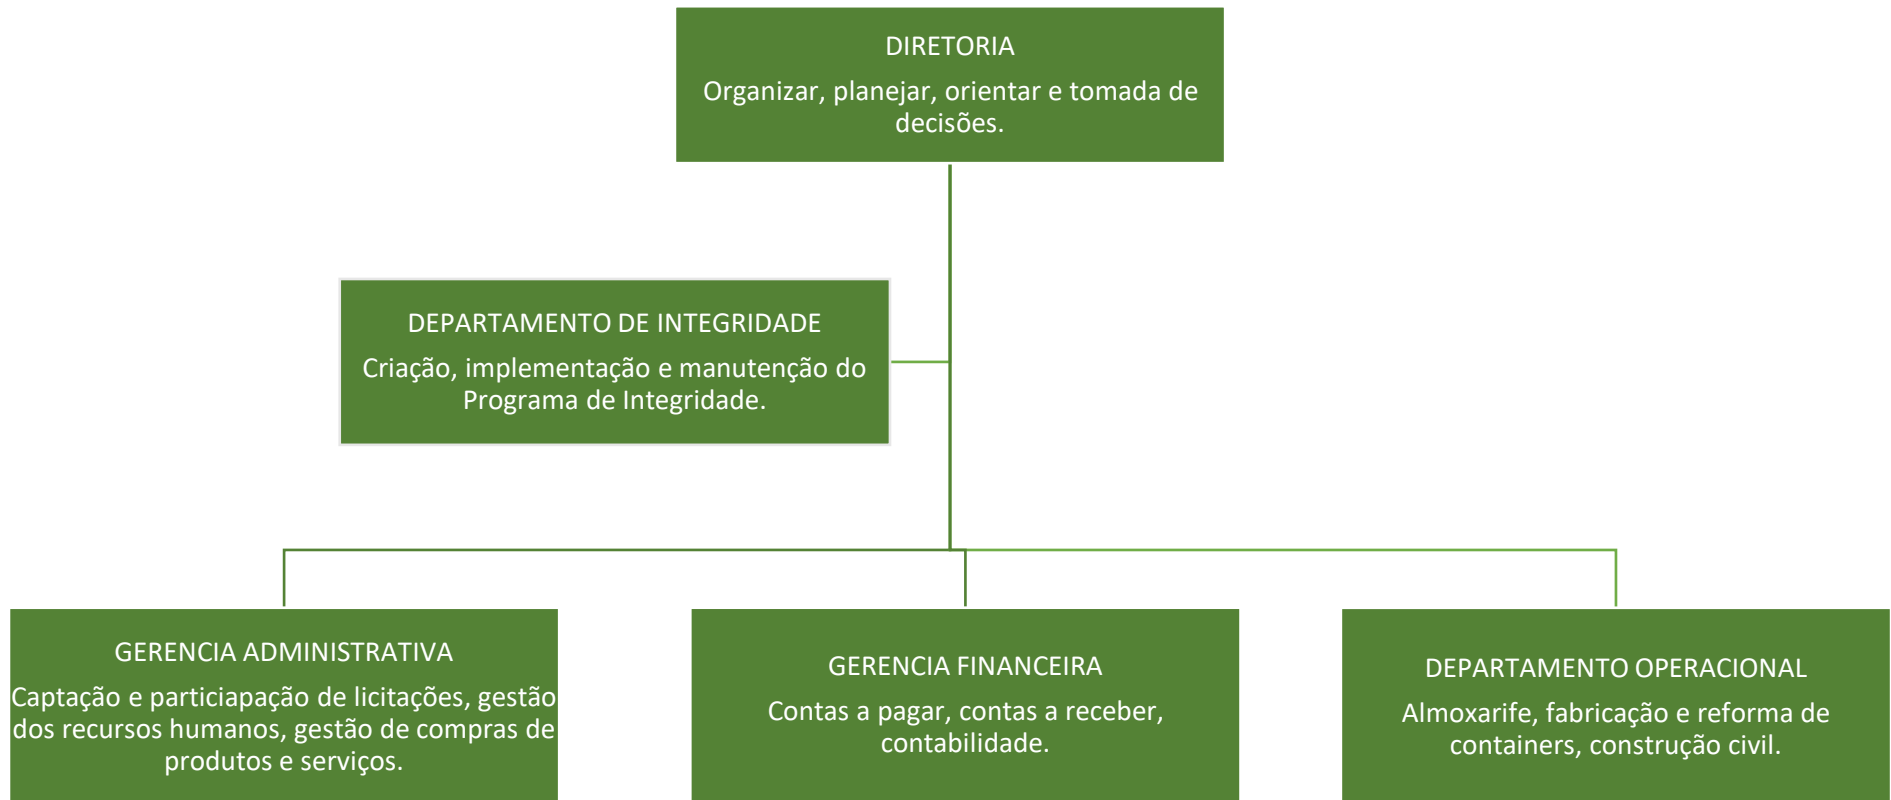 DIRETORIA
Organizar, planejar, orientar e tomada de
decisões.
DEPARTAMENTO DE INTEGRIDADE
Criação, implementação e manutenção do
Programa de Integridade.
GERENCIA ADMINISTRATIVA
Captação e particiapação de licitações, gestão
dos recursos humanos, gestão de compras de
produtos e serviços.
GERENCIA FINANCEIRA
Contas a pagar, contas a receber,
contabilidade.
DEPARTAMENTO OPERACIONAL
Almoxarife, fabricação e reforma de
containers, construção civil.